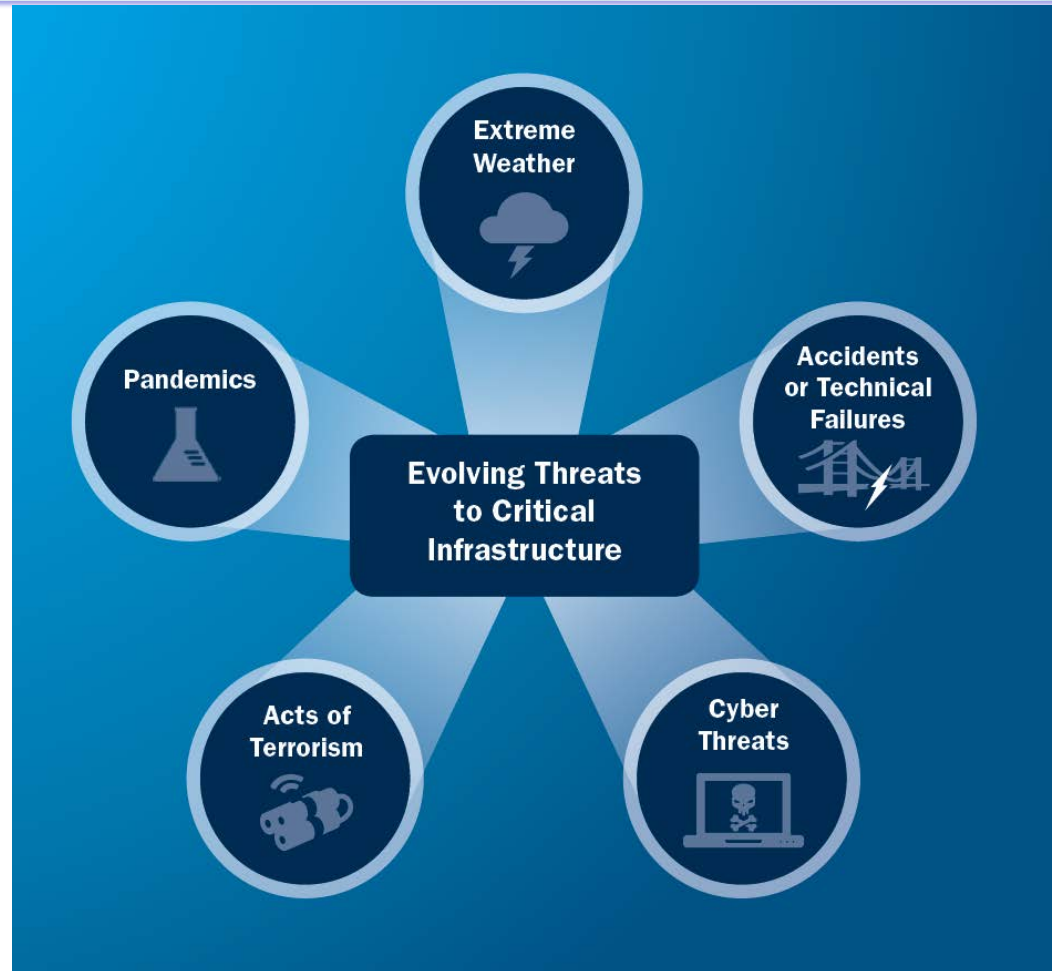 Extreme
Weather
Accidents
or Technical
Failures
Pandemics
Evolving Threats
to Critical
Infrastructure
Acts of
Terrorism
Cyber
Threats